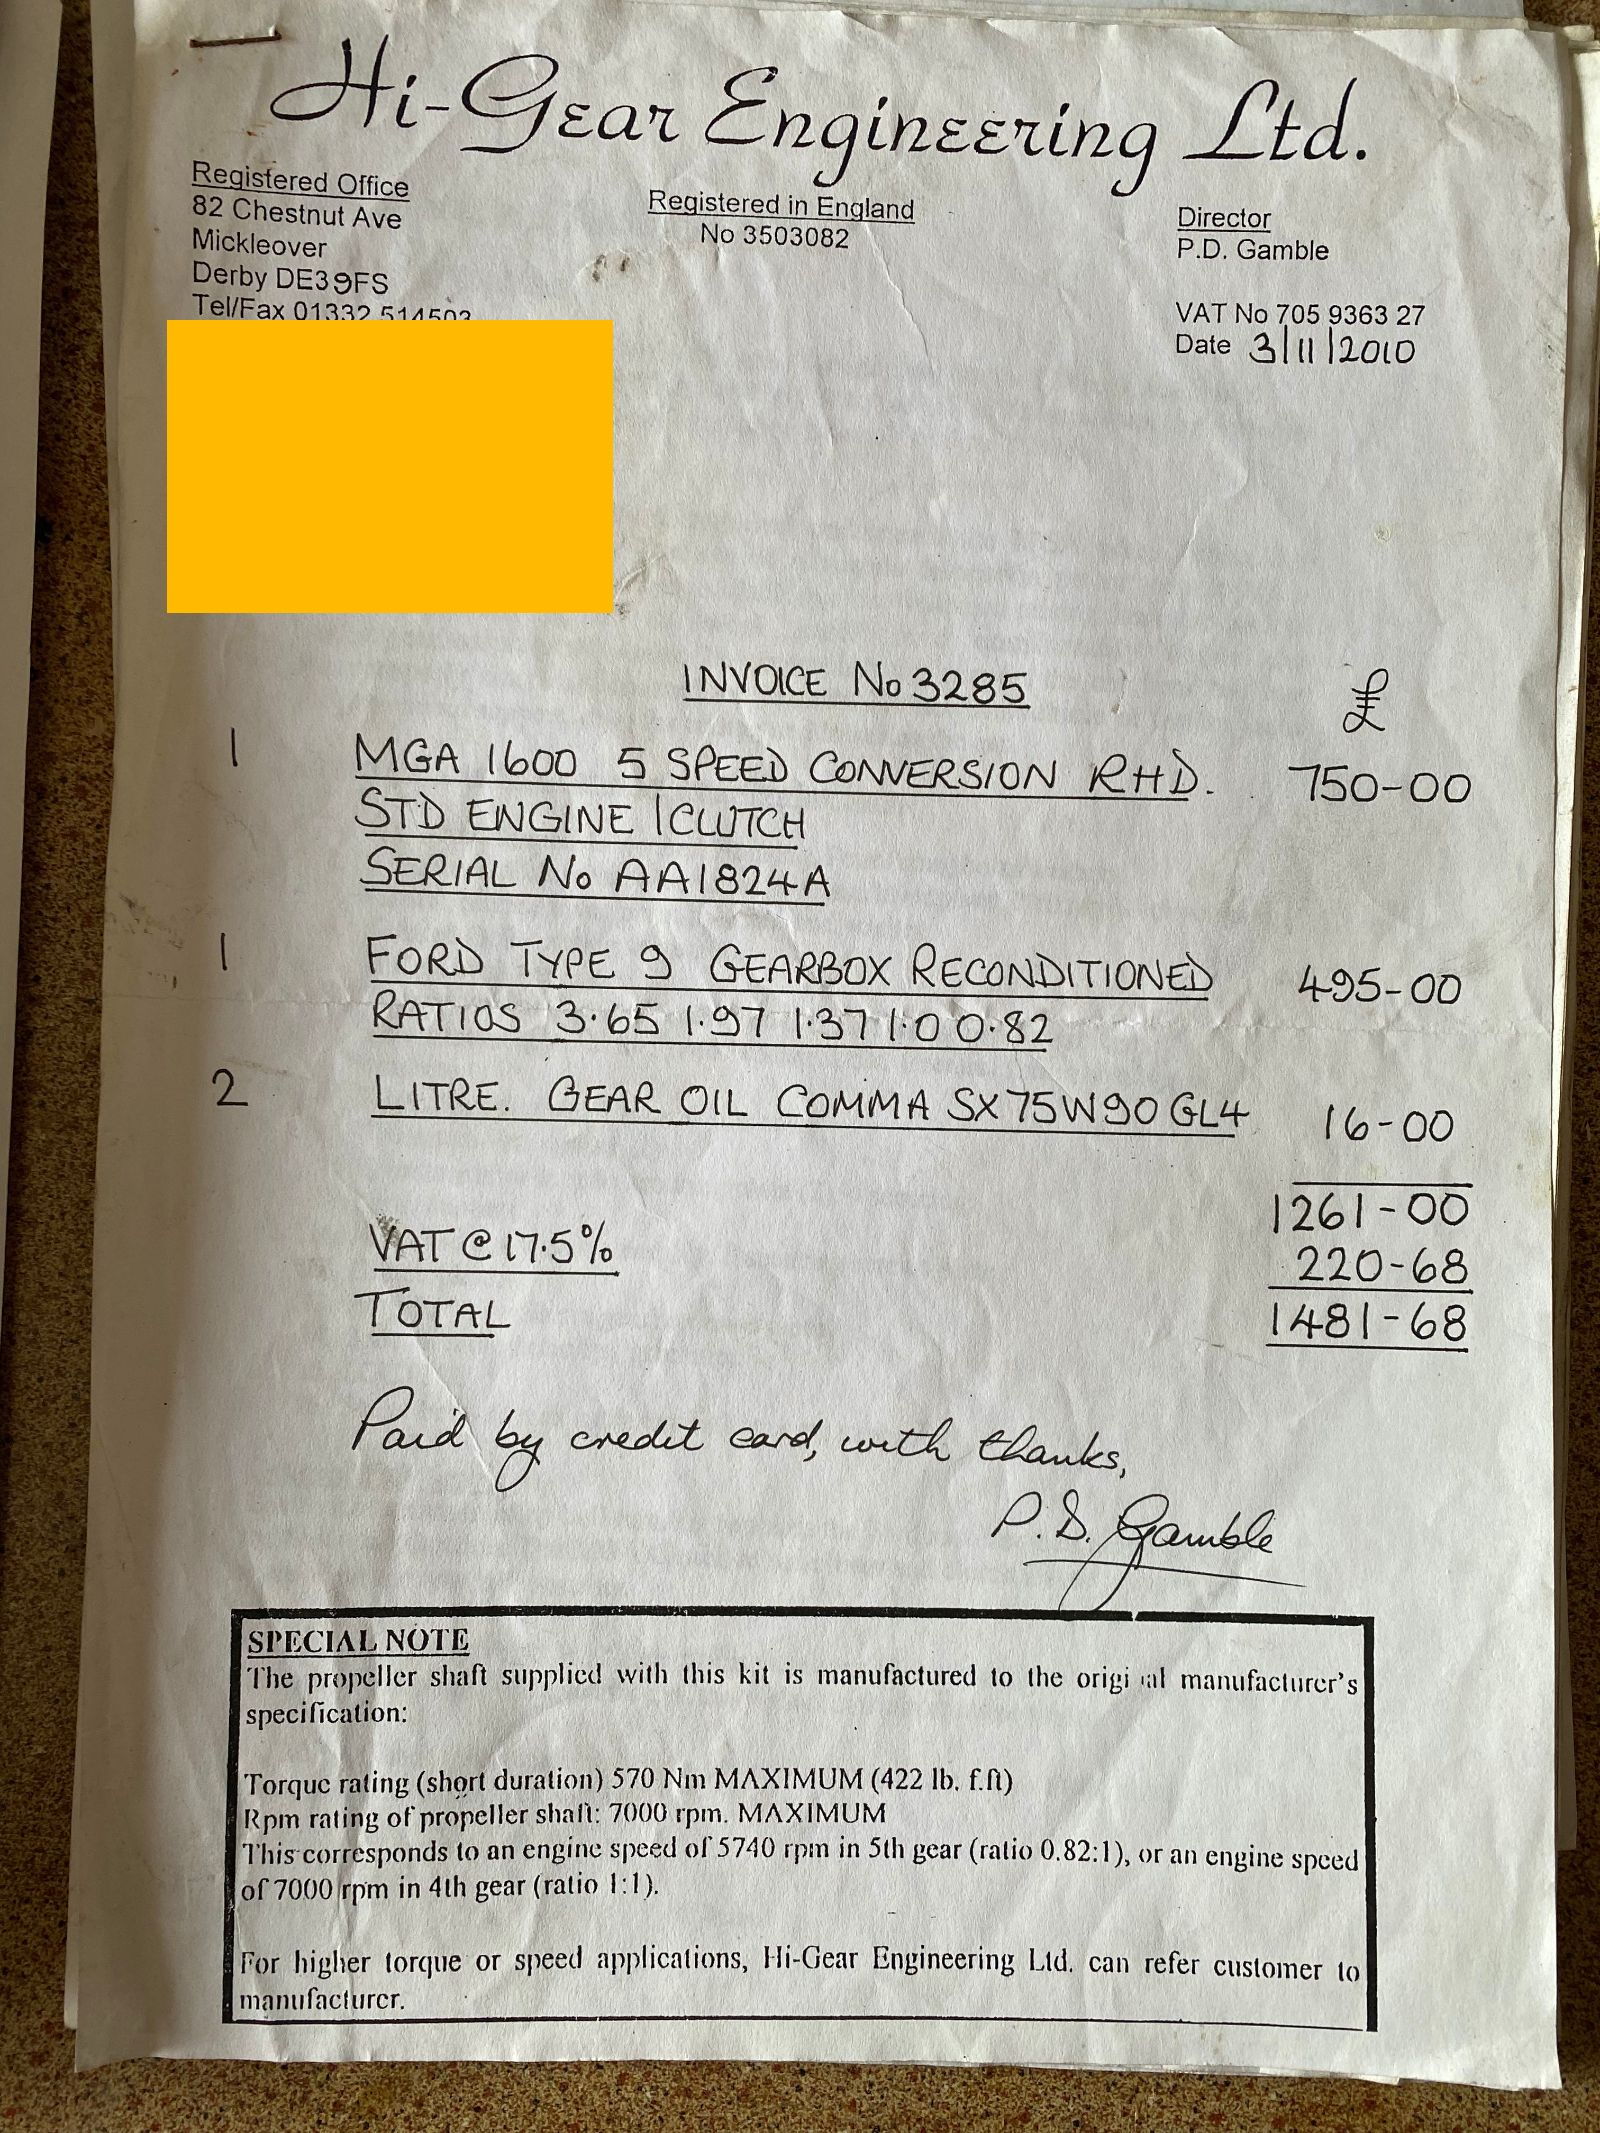 Hi-Gear Engineering Ltd.
Registered Office
82 Chestnut Ave
Mickleover
Derby DE3 9FS
Tel/Fax 01332 514503
Registered in England
No 3503082
Director
P.D. Gamble
VAT No 705 9363 27
Date 3/11/2010
INVOICE No 3285
£
1 MGA 1600 5 SPEED CONVERSION RHD. 750-00
STD ENGINE / CLUTCH
SERIAL No AA1824A
1 FORD TYPE 9 GEARBOX RECONDITIONED 495-00
RATIOS 3.65 1.97 1.37 1.0 0.82
2 LITRE. GEAR OIL COMMA SX75W90 GL4 16-00
1261-00
VAT @ 17.5% 220-68
TOTAL 1481-68
Paid by credit card, with thanks,
P.D. Gamble
SPECIAL NOTE
The propeller shaft supplied with this kit is manufactured to the origi al manufacturer's
specification:
Torque rating (short duration) 570 Nm MAXIMUM (422 lb. f.ft)
Rpm rating of propeller shaft: 7000 rpm. MAXIMUM
This corresponds to an engine speed of 5740 rpm in 5th gear (ratio 0.82:1), or an engine speed
of 7000 rpm in 4th gear (ratio 1:1).
For higher torque or speed applications, Hi-Gear Engineering Ltd. can refer customer to
manufacturer.